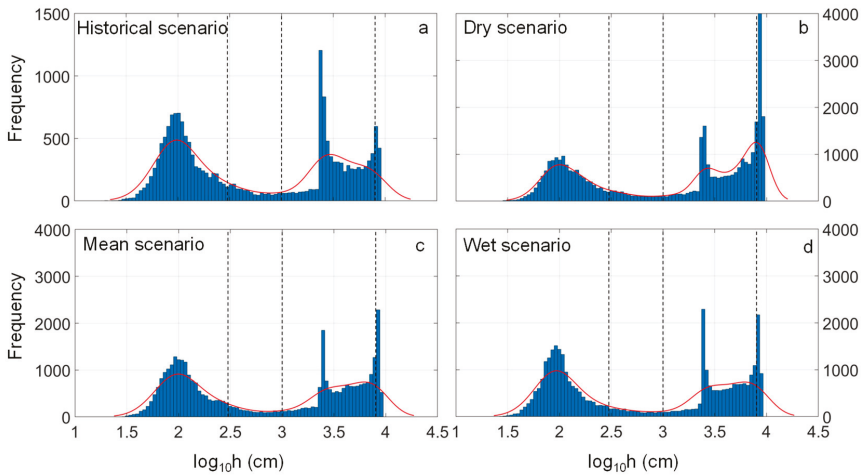 1500
1000
500
0
Frequency
Historical scenario
a
Dry scenario
b
4000
3000
2000
1000
0
4000
3000
2000
1000
0
Frequency
Mean scenario
c
Wet scenario
d
4000
3000
2000
1000
0
1 1.5 2 2.5 3 3.5 4 4.5
1 1.5 2 2.5 3 3.5 4 4.5
log₁₀h (cm)
log₁₀h (cm)